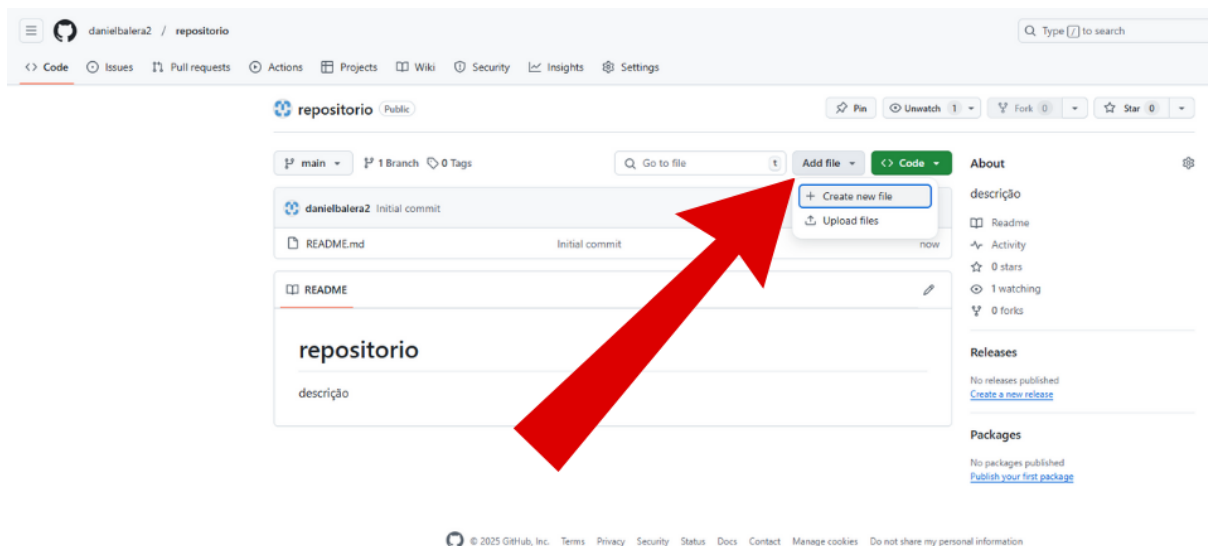 danielbalera2 / repositorio
Type / to search
Code Issues Pull requests Actions Projects Wiki Security Insights Settings
repositorio Public
Pin Unwatch 1 Fork 0 Star 0
main 1 Branch 0 Tags
Go to file t
Add file Code
Create new file
Upload files
danielbalera2 Initial commit
README.md Initial commit now
README
repositorio
descrição
About
descrição
Readme
Activity
0 stars
1 watching
0 forks
Releases
No releases published
Create a new release
Packages
No packages published
Publish your first package
© 2025 GitHub, Inc. Terms Privacy Security Status Docs Contact Manage cookies Do not share my personal information